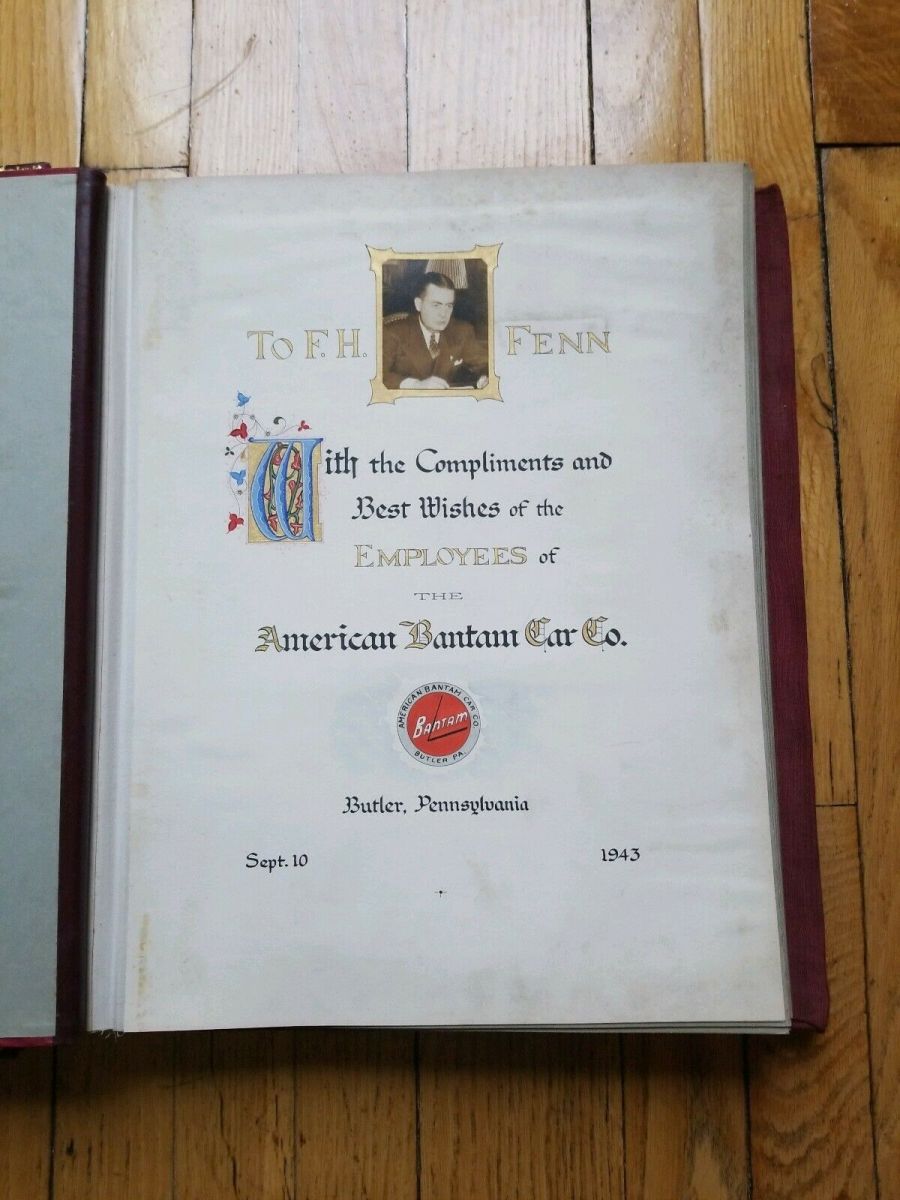 To F. H. Fenn
With the Compliments and
Best Wishes of the
Employees of
THE
American Bantam Car Co.
AMERICAN BANTAM CAR CO.
BANTAM
BUTLER PA.
Butler, Pennsylvania
Sept. 10 1943